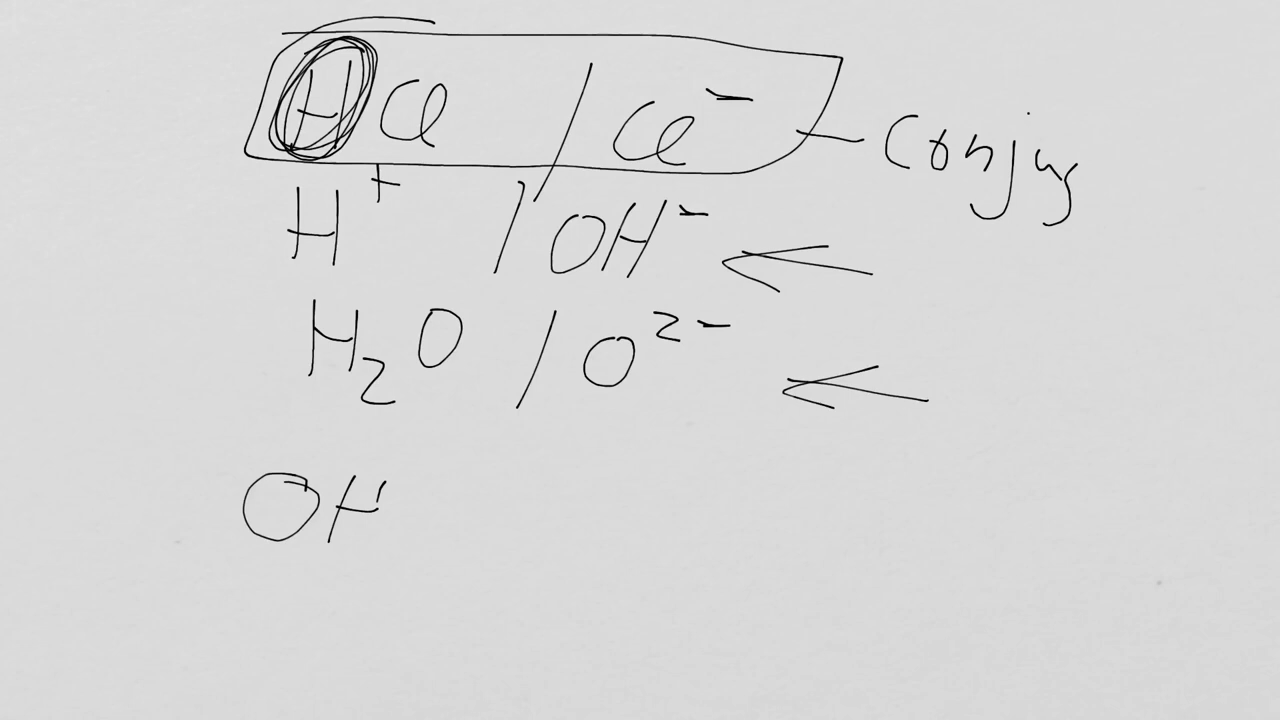 HCl / Cl⁻ – Conjug
H⁺ / OH⁻ ←
H₂O / O²⁻ ←
OH